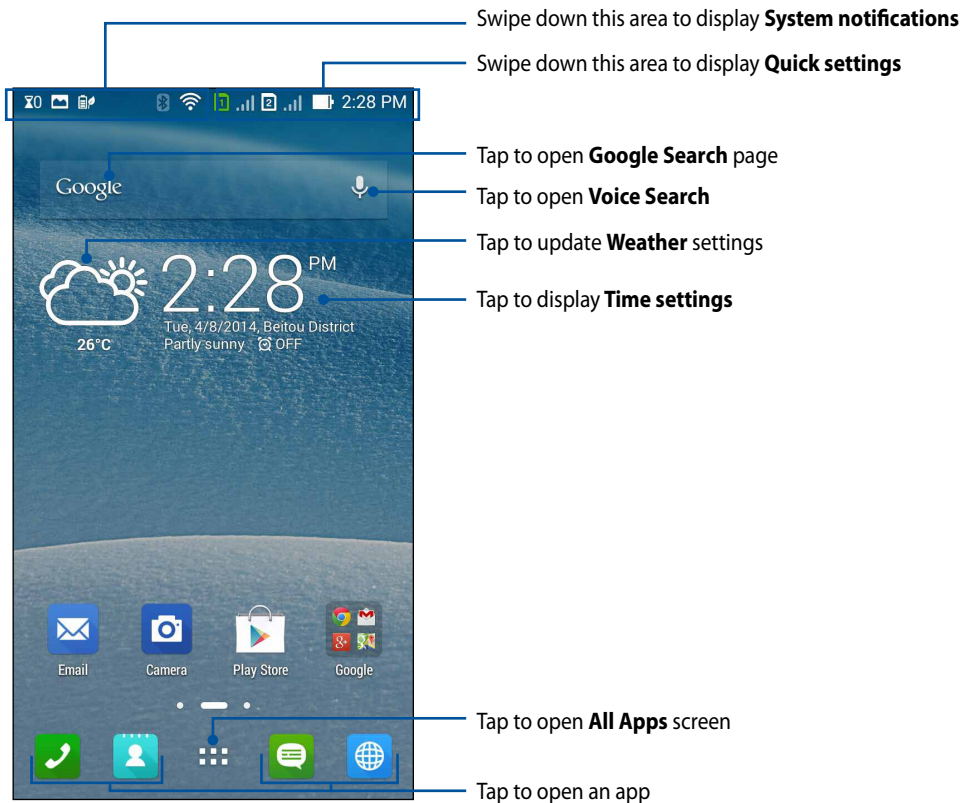 Swipe down this area to display System notifications
Swipe down this area to display Quick settings
0 1 2 2:28 PM
Tap to open Google Search page
Google
Tap to open Voice Search
Tap to update Weather settings
2:28 PM
Tap to display Time settings
Tue, 4/8/2014, Beitou District
26°C Partly sunny OFF
Email Camera Play Store Google
Tap to open All Apps screen
Tap to open an app